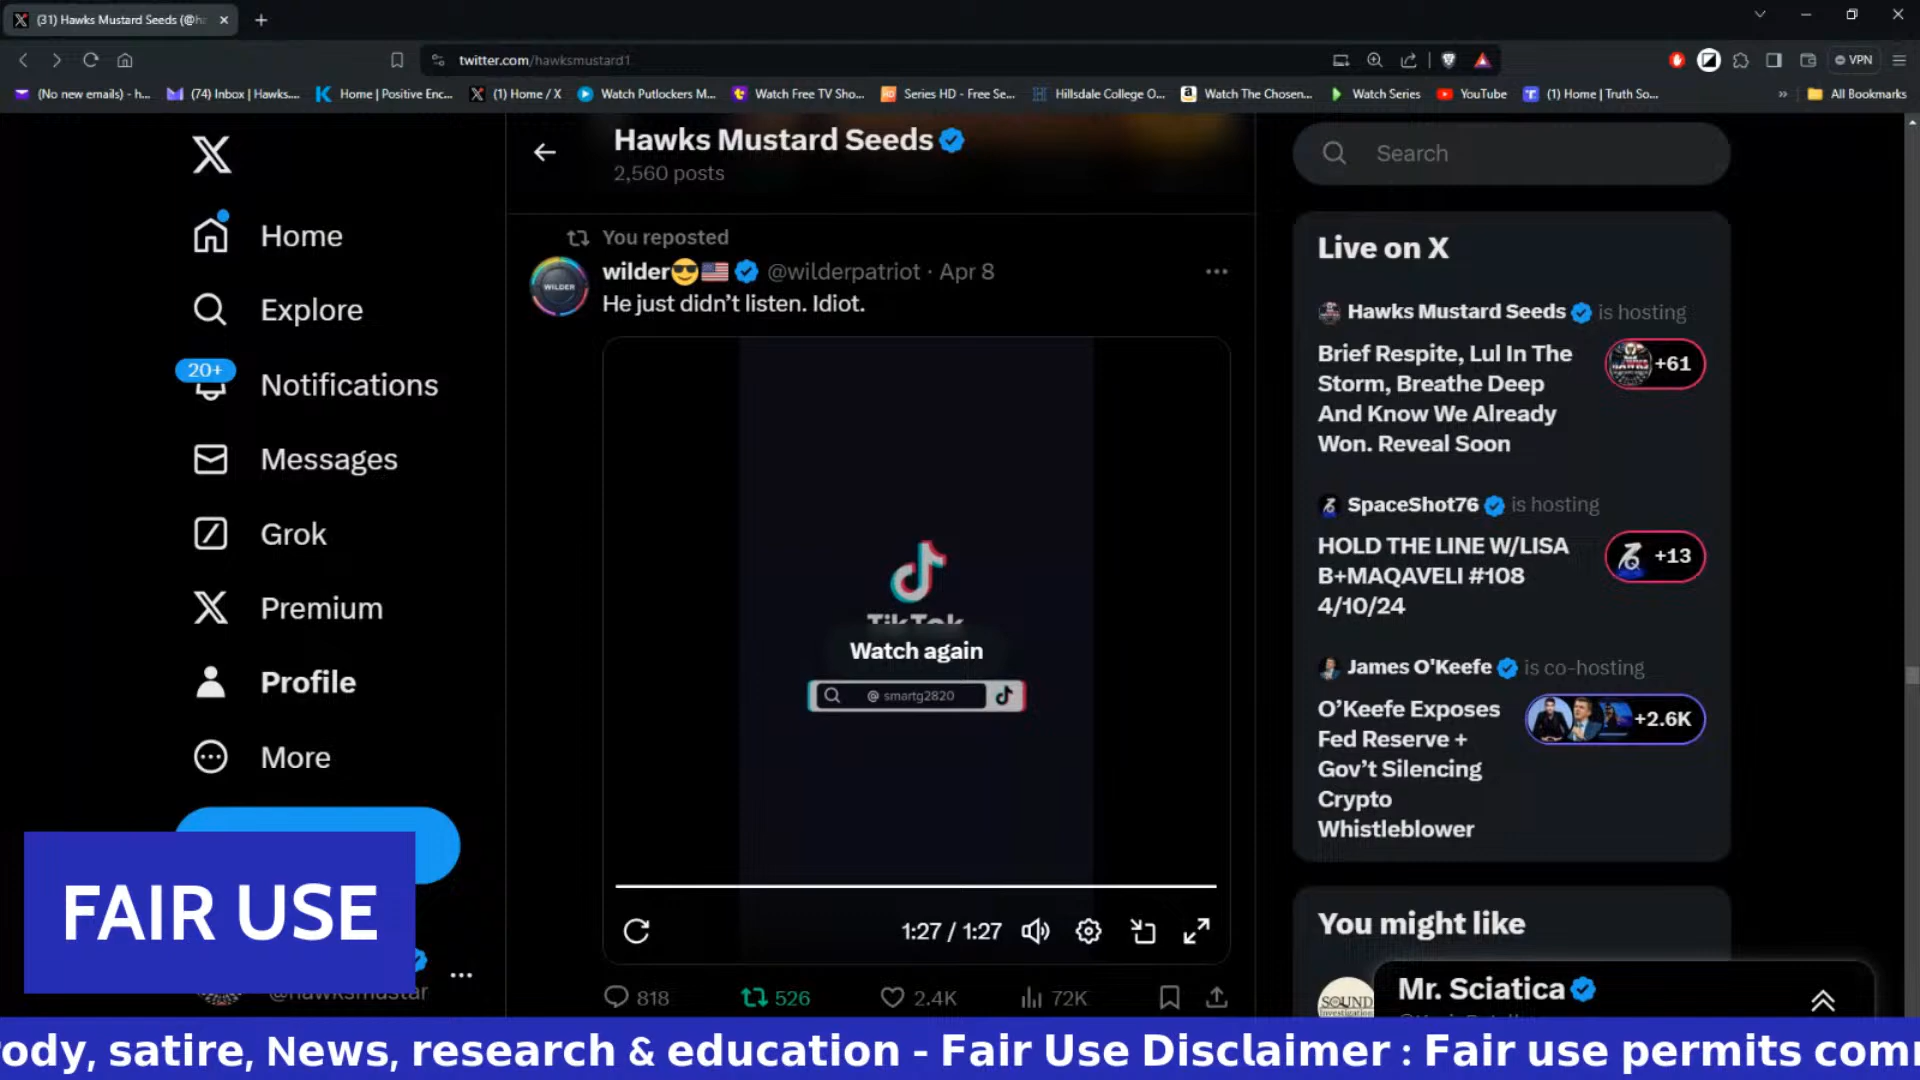 (31) Hawks Mustard Seeds (@h
twitter.com/hawksmustard1
VPN
(No new emails) - h...
(74) Inbox | Hawks....
Home | Positive Enc...
(1) Home / X
Watch Putlockers M...
Watch Free TV Sho...
Series HD - Free Se...
Hillsdale College O...
Watch The Chosen...
Watch Series
YouTube
(1) Home | Truth So...
All Bookmarks
Home
Explore
20+
Notifications
Messages
Grok
Premium
Profile
More
Hawks Mustard Seeds
2,560 posts
You reposted
wilder😎🇺🇸 @wilderpatriot · Apr 8
WILDER
He just didn’t listen. Idiot.
TikTok
Watch again
@ smartg2820
1:27 / 1:27
818
526
2.4K
72K
Search
Live on X
Hawks Mustard Seeds is hosting
Brief Respite, Lul In The
Storm, Breathe Deep
And Know We Already
Won. Reveal Soon
+61
SpaceShot76 is hosting
HOLD THE LINE W/LISA
B+MAQAVELI #108
4/10/24
+13
James O'Keefe is co-hosting
O’Keefe Exposes
Fed Reserve +
Gov’t Silencing
Crypto
Whistleblower
+2.6K
You might like
SOUND
Investigation
Mr. Sciatica
FAIR USE
@hawksmustar
ody, satire, News, research & education - Fair Use Disclaimer : Fair use permits com